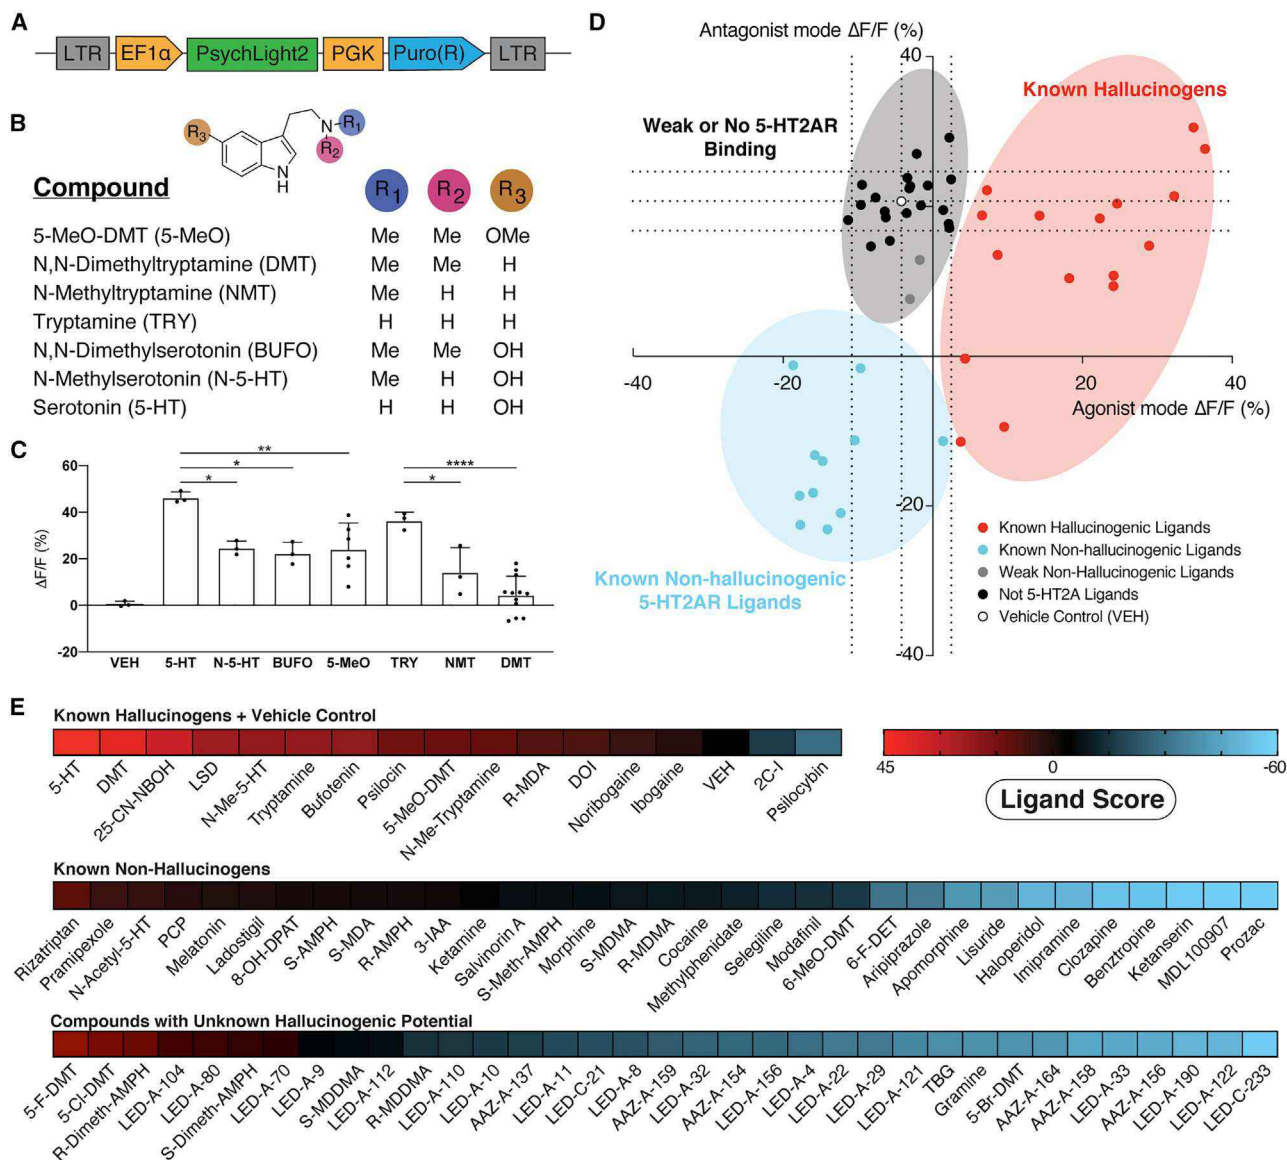 A
LTR EF1α PsychLight2 PGK Puro(R) LTR
B
R3 N R1
R2
N
H
Compound R1 R2 R3
5-MeO-DMT (5-MeO) Me Me OMe
N,N-Dimethyltryptamine (DMT) Me Me H
N-Methyltryptamine (NMT) Me H H
Tryptamine (TRY) H H H
N,N-Dimethylserotonin (BUFO) Me Me OH
N-Methylserotonin (N-5-HT) Me H OH
Serotonin (5-HT) H H OH
C
ΔF/F (%)
60
40
20
0
-20
**
*
*
****
*
VEH 5-HT N-5-HT BUFO 5-MeO TRY NMT DMT
D
Antagonist mode ΔF/F (%)
40
Known Hallucinogens
Weak or No 5-HT2AR
Binding
-40 -20 20 40
Agonist mode ΔF/F (%)
-20
-40
Known Non-hallucinogenic
5-HT2AR Ligands
Known Hallucinogenic Ligands
Known Non-hallucinogenic Ligands
Weak Non-Hallucinogenic Ligands
Not 5-HT2A Ligands
Vehicle Control (VEH)
E
Known Hallucinogens + Vehicle Control
5-HT
DMT
25-CN-NBOH
LSD
N-Me-5-HT
Tryptamine
Bufotenin
Psilocin
5-MeO-DMT
N-Me-Tryptamine
R-MDA
DOI
Noribogaine
Ibogaine
VEH
2C-I
Psilocybin
45 0 -60
Ligand Score
Known Non-Hallucinogens
Rizatriptan
Pramipexole
N-Acetyl-5-HT
PCP
Melatonin
Ladostigil
8-OH-DPAT
S-AMPH
S-MDA
R-AMPH
3-IAA
Ketamine
Salvinorin A
S-Meth-AMPH
Morphine
S-MDMA
R-MDMA
Cocaine
Methylphenidate
Selegiline
Modafinil
6-MeO-DMT
6-F-DET
Aripiprazole
Apomorphine
Lisuride
Haloperidol
Imipramine
Clozapine
Benztropine
Ketanserin
MDL 100907
Prozac
Compounds with Unknown Hallucinogenic Potential
5-F-DMT
5-Cl-DMT
R-Dimeth-AMPH
LED-A-104
LED-A-80
S-Dimeth-AMPH
LED-A-70
LED-A-9
S-MDDMA
LED-A-112
R-MDDMA
LED-A-110
LED-A-10
AAZ-A-137
LED-A-11
LED-C-21
LED-A-8
AAZ-A-159
LED-A-32
AAZ-A-154
AAZ-A-156
LED-A-4
LED-A-22
LED-A-29
LED-A-121
TBG
Gramine
5-Br-DMT
AAZ-A-164
AAZ-A-158
LED-A-33
AAZ-A-156
LED-A-190
LED-A-122
LED-C-233